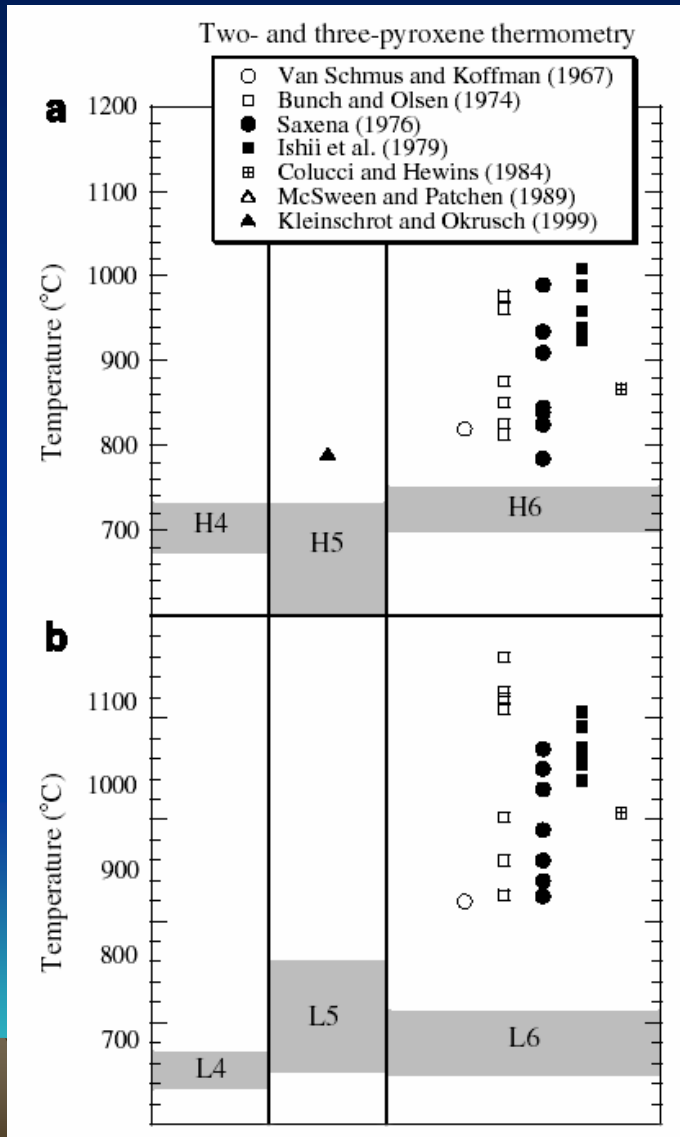 Two- and three-pyroxene thermometry
Van Schmus and Koffman (1967)
Bunch and Olsen (1974)
Saxena (1976)
Ishii et al. (1979)
Colucci and Hewins (1984)
McSween and Patchen (1989)
Kleinschrot and Okrusch (1999)
a
1200
1100
1000
900
800
700
Temperature (°C)
H4
H5
H6
b
1100
1000
900
800
700
Temperature (°C)
L4
L5
L6